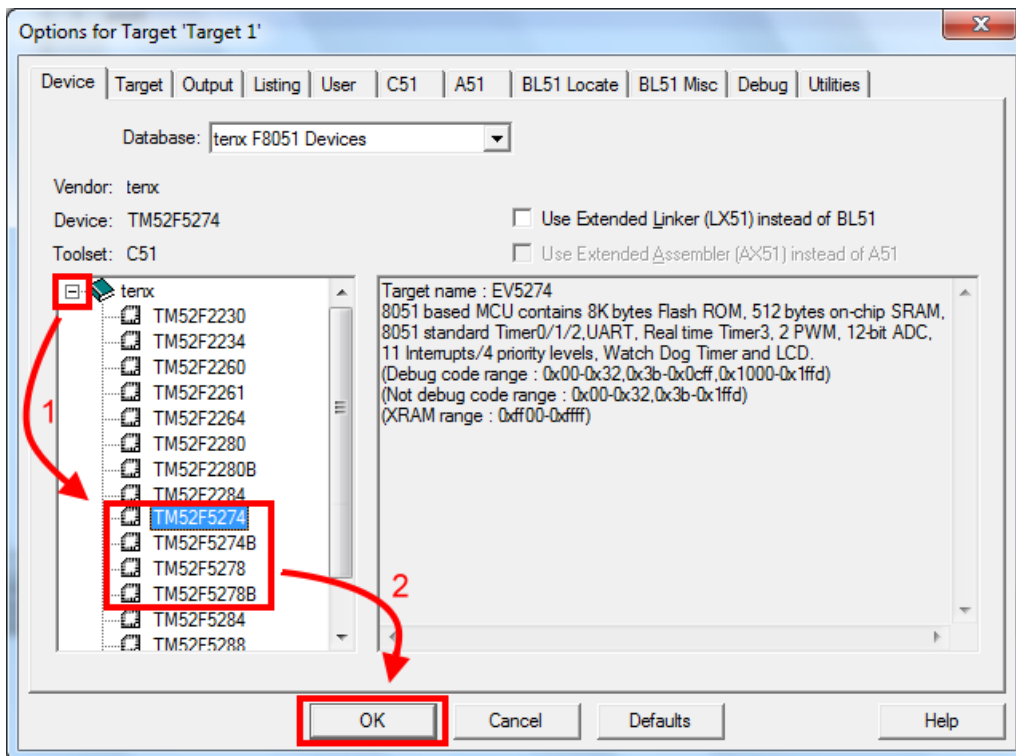 Options for Target 'Target 1'
Device Target Output Listing User C51 A51 BL51 Locate BL51 Misc Debug Utilities
Database: tenx F8051 Devices
Vendor: tenx
Device: TM52F5274
Use Extended Linker (LX51) instead of BL51
Toolset: C51
Use Extended Assembler (AX51) instead of A51
tenx
TM52F2230
TM52F2234
TM52F2260
TM52F2261
TM52F2264
TM52F2280
TM52F2280B
TM52F2284
TM52F5274
TM52F5274B
TM52F5278
TM52F5278B
TM52F5284
TM52F5288
1
Target name : EV5274
8051 based MCU contains 8K bytes Flash ROM, 512 bytes on-chip SRAM,
8051 standard Timer0/1/2,UART, Real time Timer3, 2 PWM, 12-bit ADC,
11 Interrupts/4 priority levels, Watch Dog Timer and LCD.
(Debug code range : 0x00-0x32,0x3b-0x0cff,0x1000-0x1ffd)
(Not debug code range : 0x00-0x32,0x3b-0x1ffd)
(XRAM range : 0xff00-0xffff)
2
OK Cancel Defaults Help